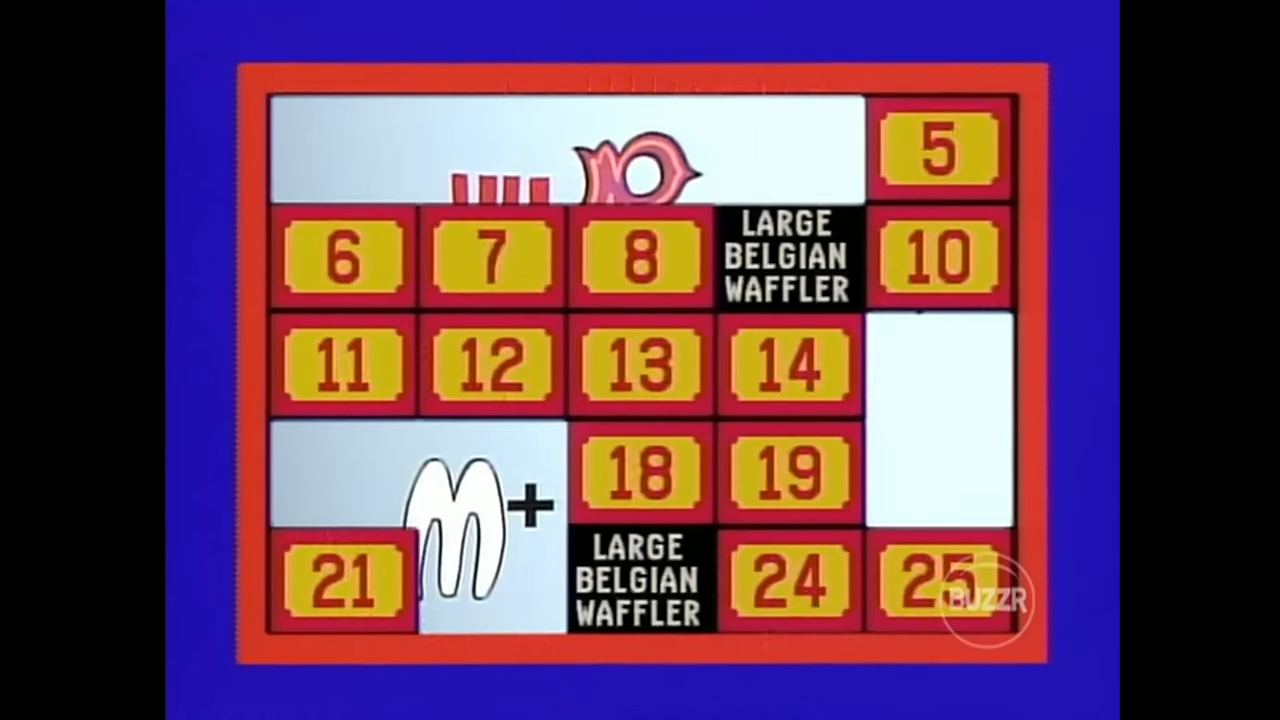 5
6 7 8 LARGE BELGIAN WAFFLER 10
11 12 13 14
M+ 18 19
21 LARGE BELGIAN WAFFLER 24 25
BUZZR